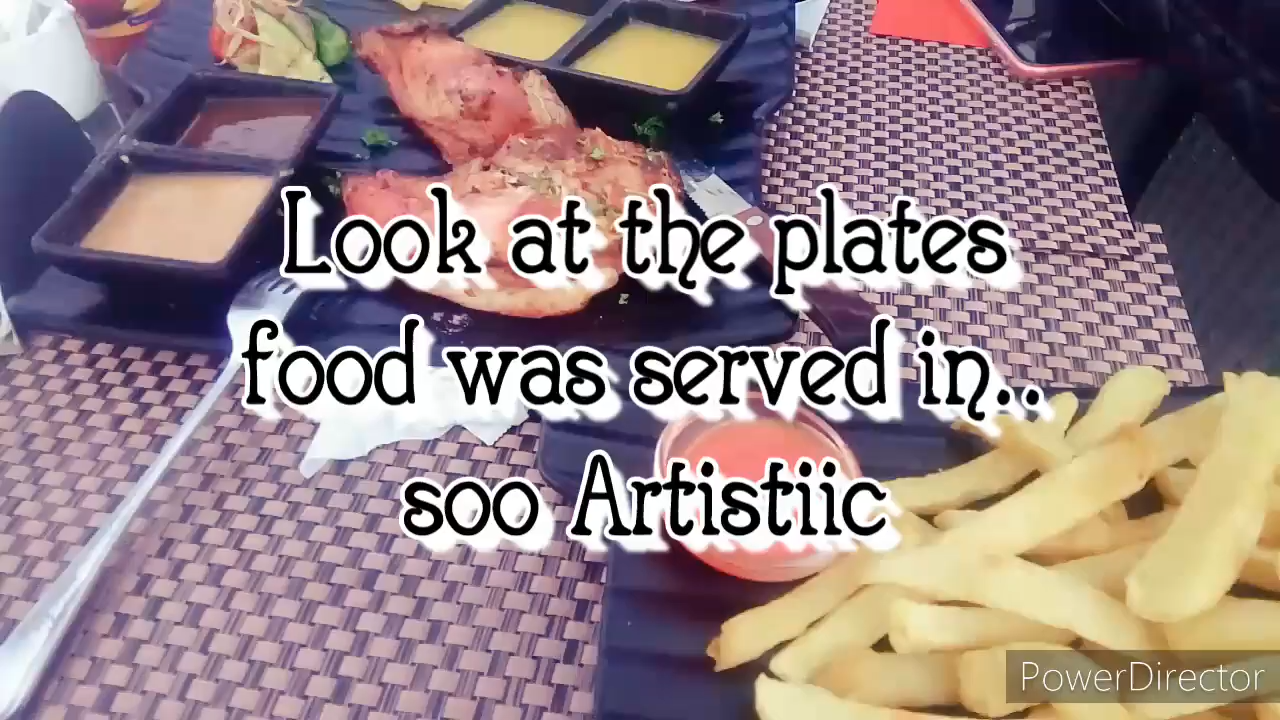 Look at the plates
food was served in..
soo Artistiic
PowerDirector